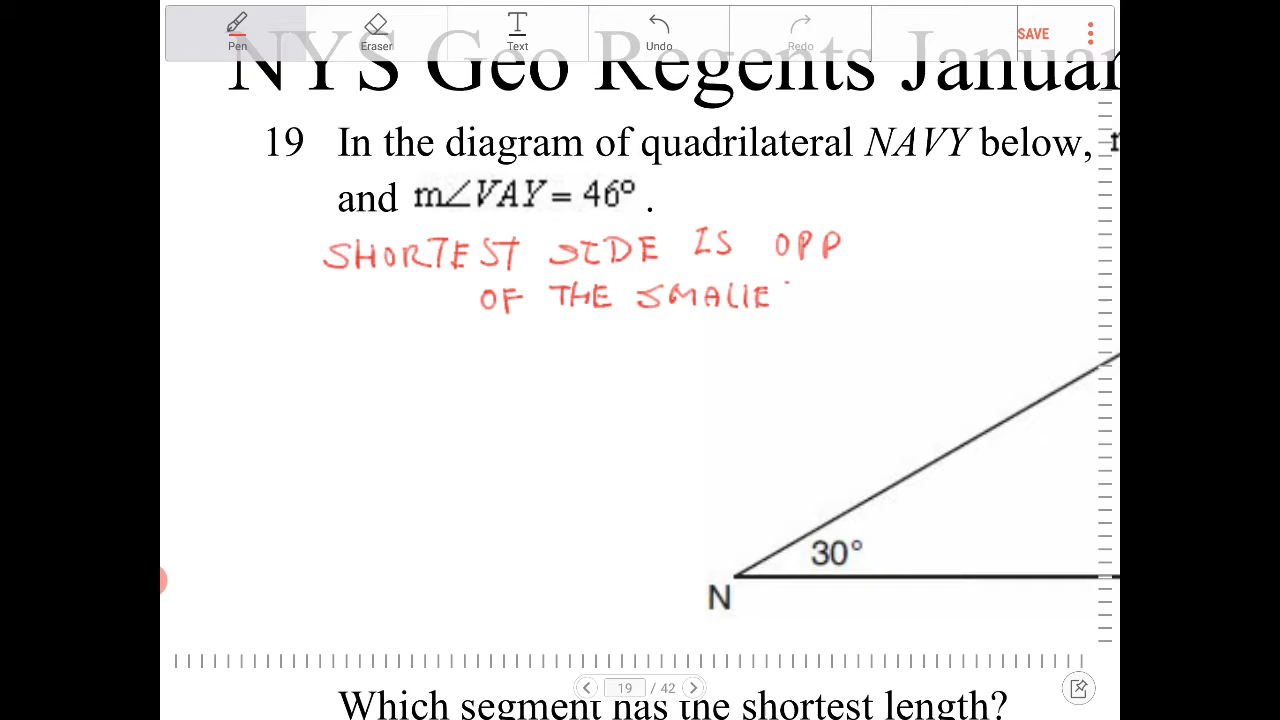 Pen Eraser Text Undo Redo SAVE
NYS Geo Regents Januar
19 In the diagram of quadrilateral NAVY below,
and m∠VAY = 46° .
SHORTEST SIDE IS OPP
OF THE SMALLE
30°
N
19 / 42
Which segment has the shortest length?